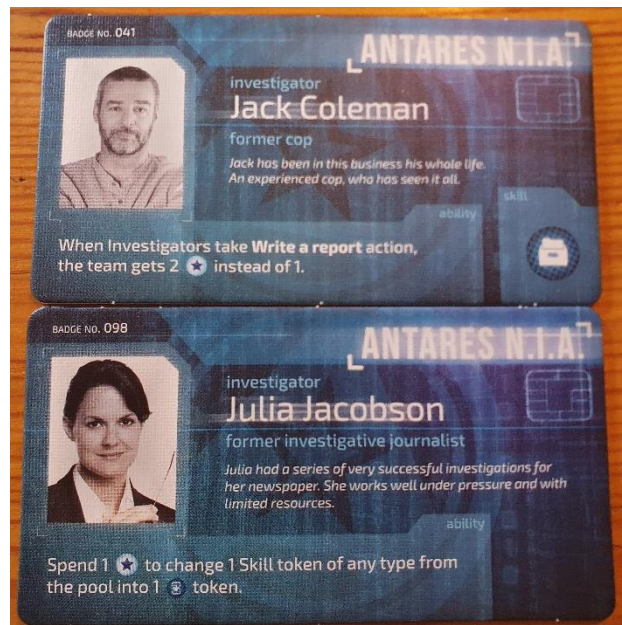 BADGE NO. 041
ANTARES N.I.A.
investigator
Jack Coleman
former cop
Jack has been in this business his whole life.
An experienced cop, who has seen it all.
ability
skill
When Investigators take Write a report action,
the team gets 2 instead of 1.
BADGE NO. 098
ANTARES N.I.A.
investigator
Julia Jacobson
former investigative journalist
Julia had a series of very successful investigations for
her newspaper. She works well under pressure and with
limited resources.
ability
Spend 1 to change 1 Skill token of any type from
the pool into 1 token.